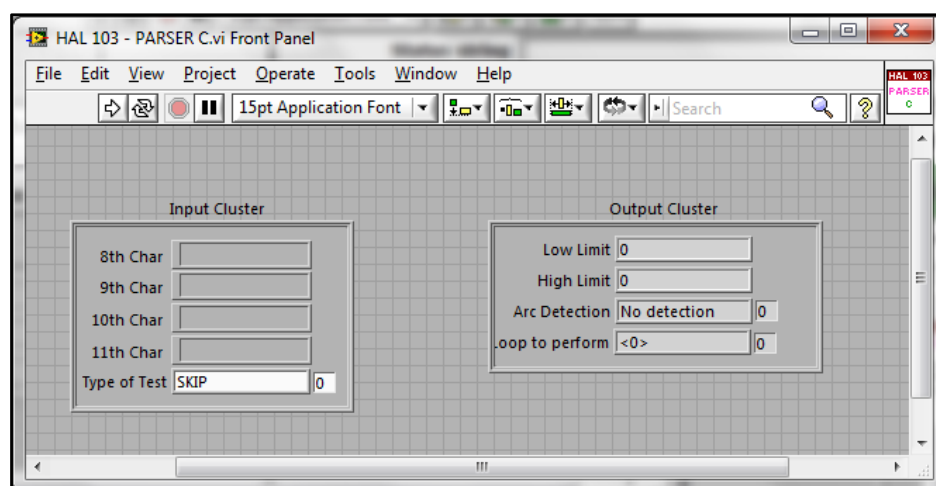 HAL 103 - PARSER C.vi Front Panel
File Edit View Project Operate Tools Window Help
HAL 103
PARSER
C
15pt Application Font
Search
Input Cluster
8th Char
9th Char
10th Char
11th Char
Type of Test SKIP 0
Output Cluster
Low Limit 0
High Limit 0
Arc Detection No detection 0
Loop to perform <0> 0